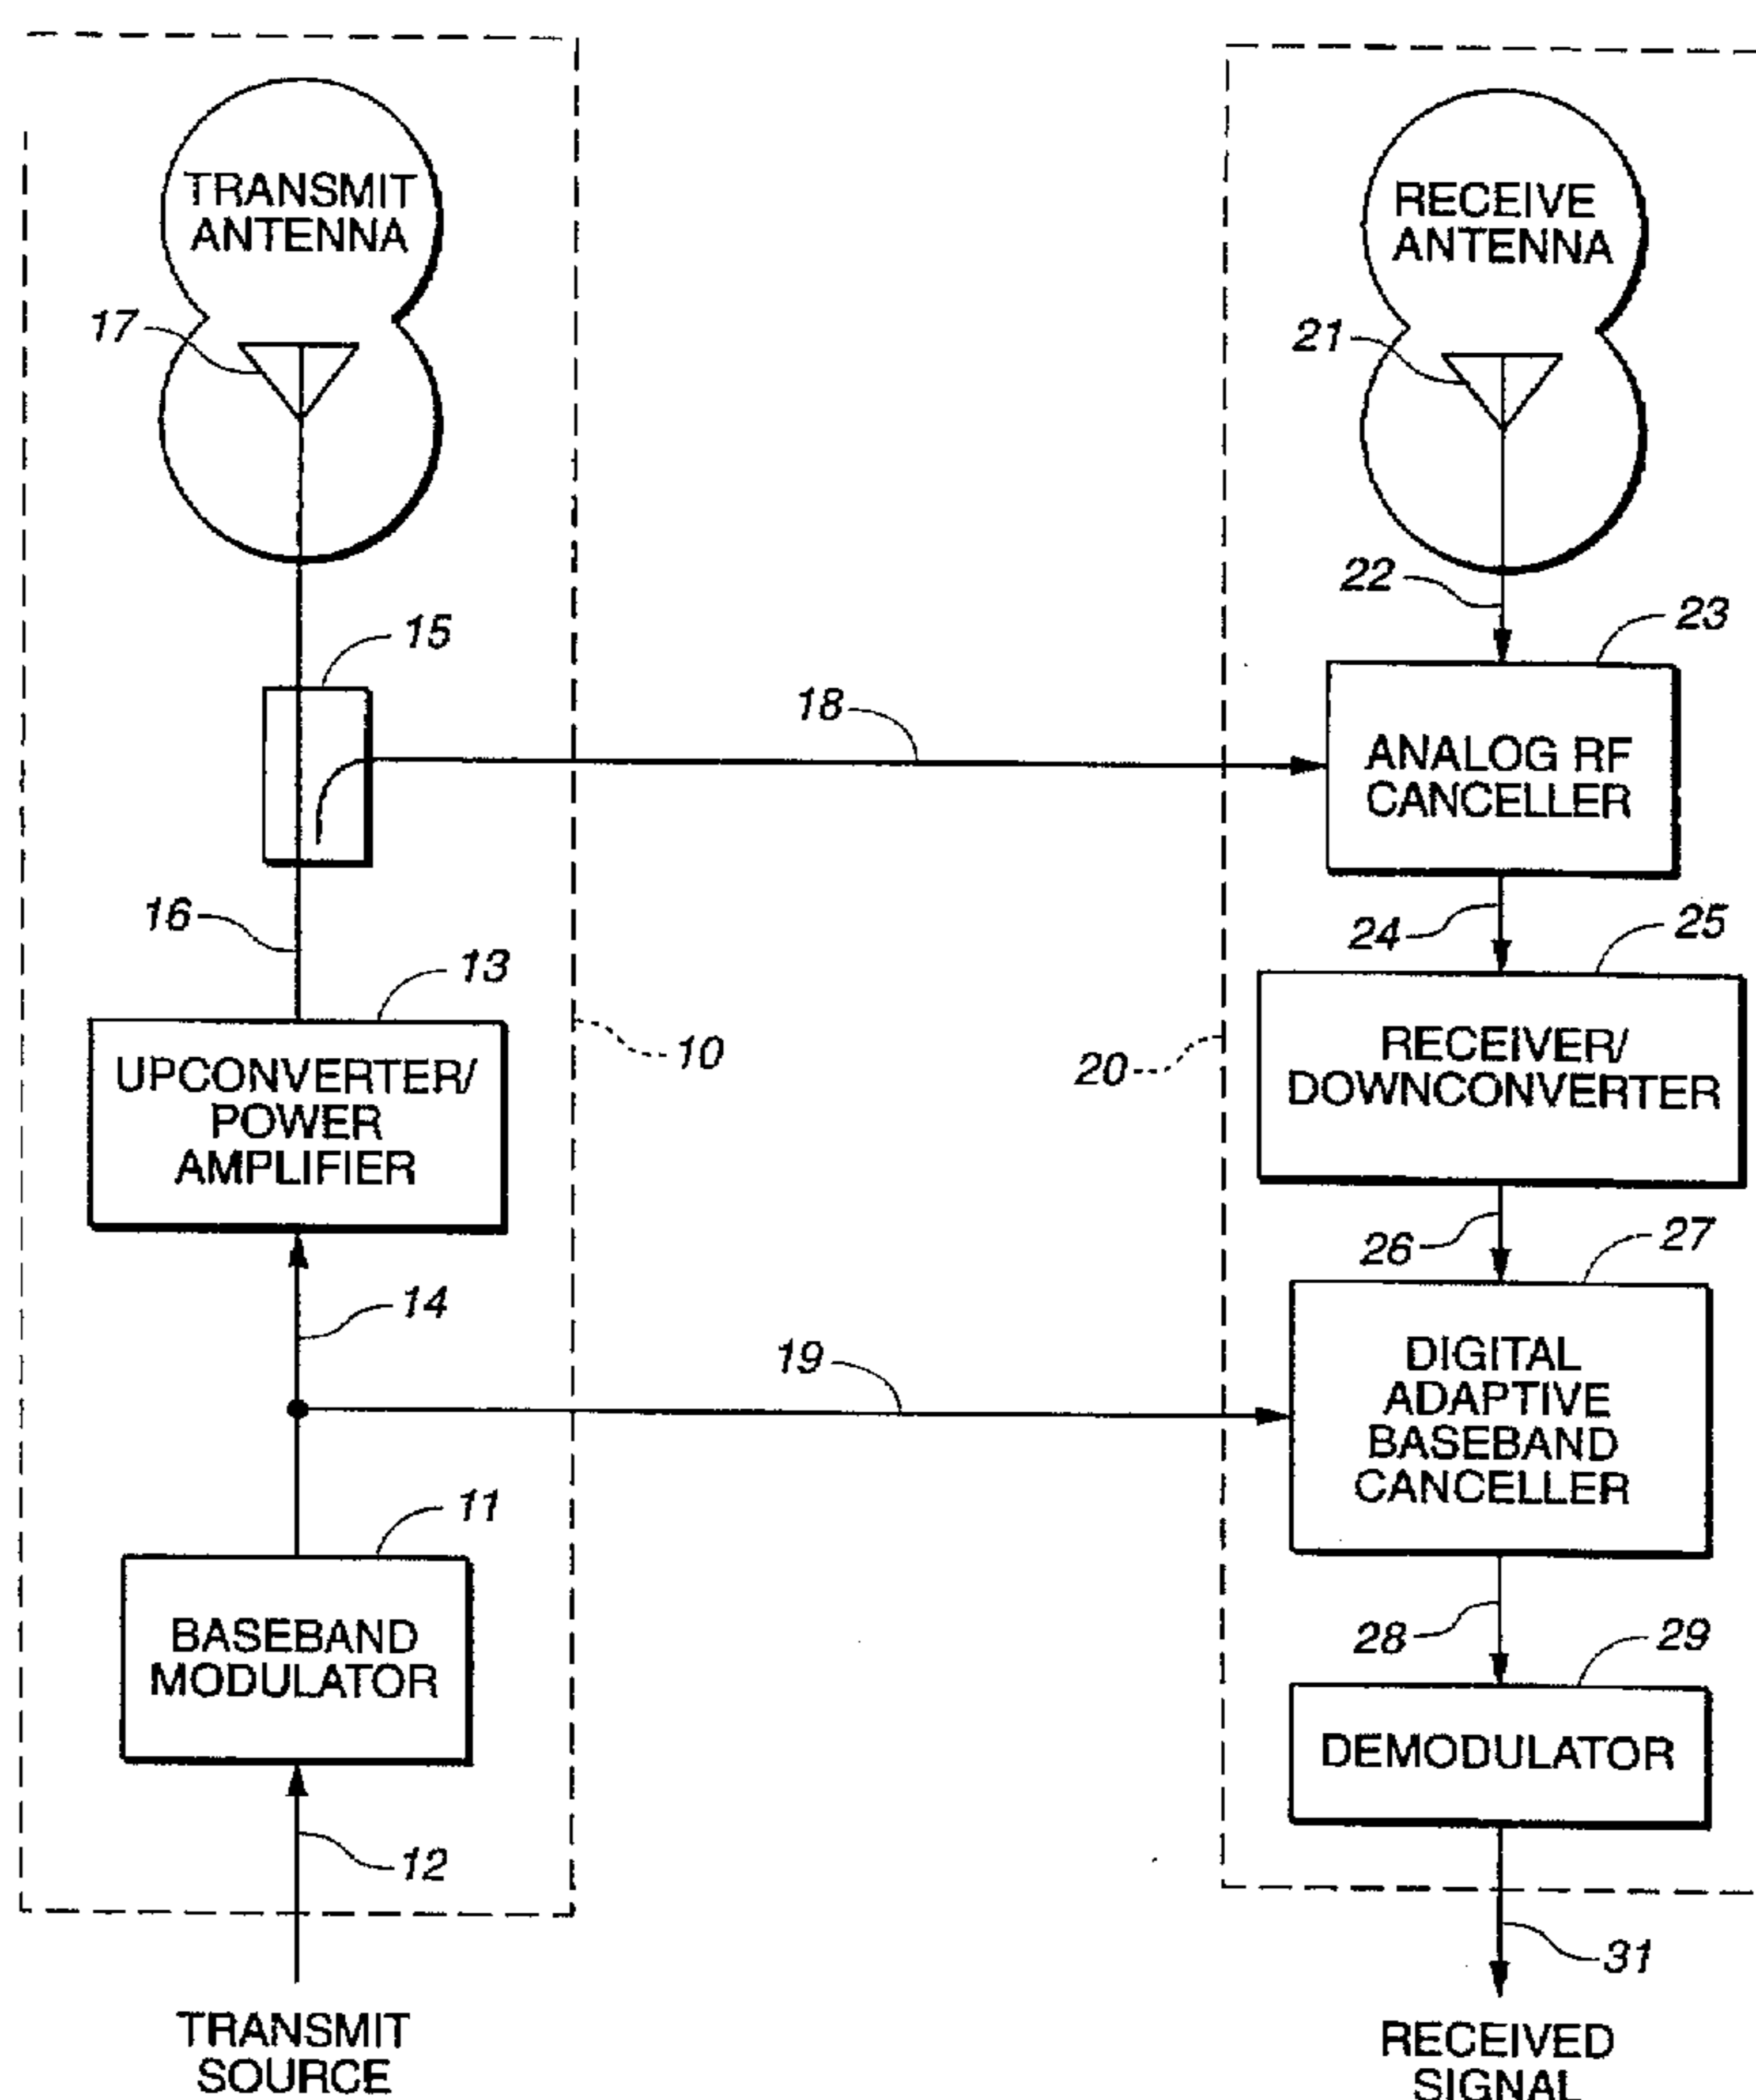 TRANSMIT
ANTENNA
17
15
18
16
13
UPCONVERTER/
POWER
AMPLIFIER
10
14
19
11
BASEBAND
MODULATOR
12
TRANSMIT
SOURCE
RECEIVE
ANTENNA
21
22
23
ANALOG RF
CANCELLER
24
25
RECEIVER/
DOWNCONVERTER
20
26
27
DIGITAL
ADAPTIVE
BASEBAND
CANCELLER
28
29
DEMODULATOR
31
RECEIVED
SIGNAL